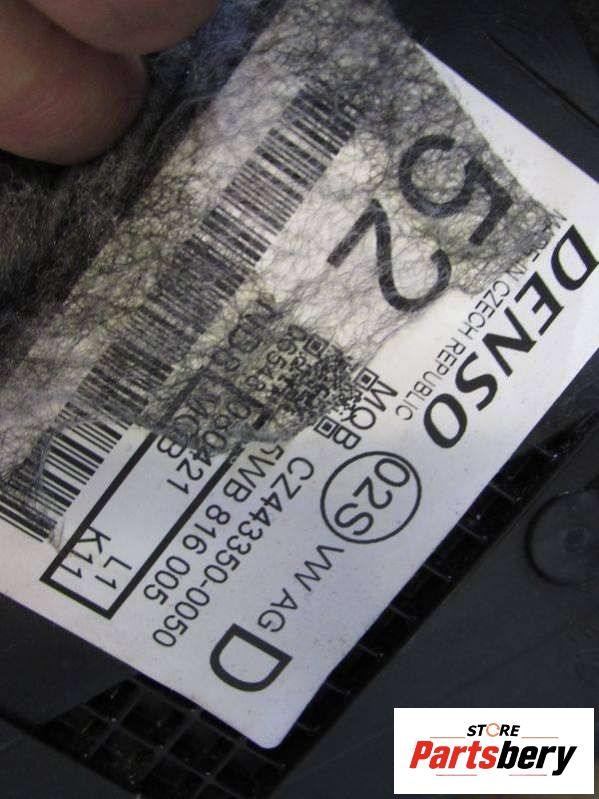 52
DENSO
MADE IN CZECH REPUBLIC
MQB 02S VW AG D
CZ443350-0050
5WB 816 005
L1
K11
STORE
Partsbery